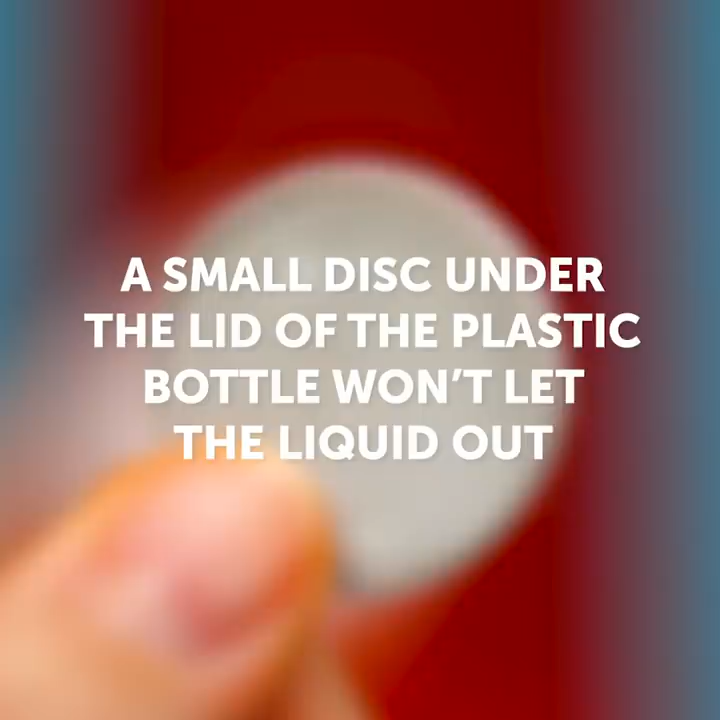 A SMALL DISC UNDER
THE LID OF THE PLASTIC
BOTTLE WON’T LET
THE LIQUID OUT